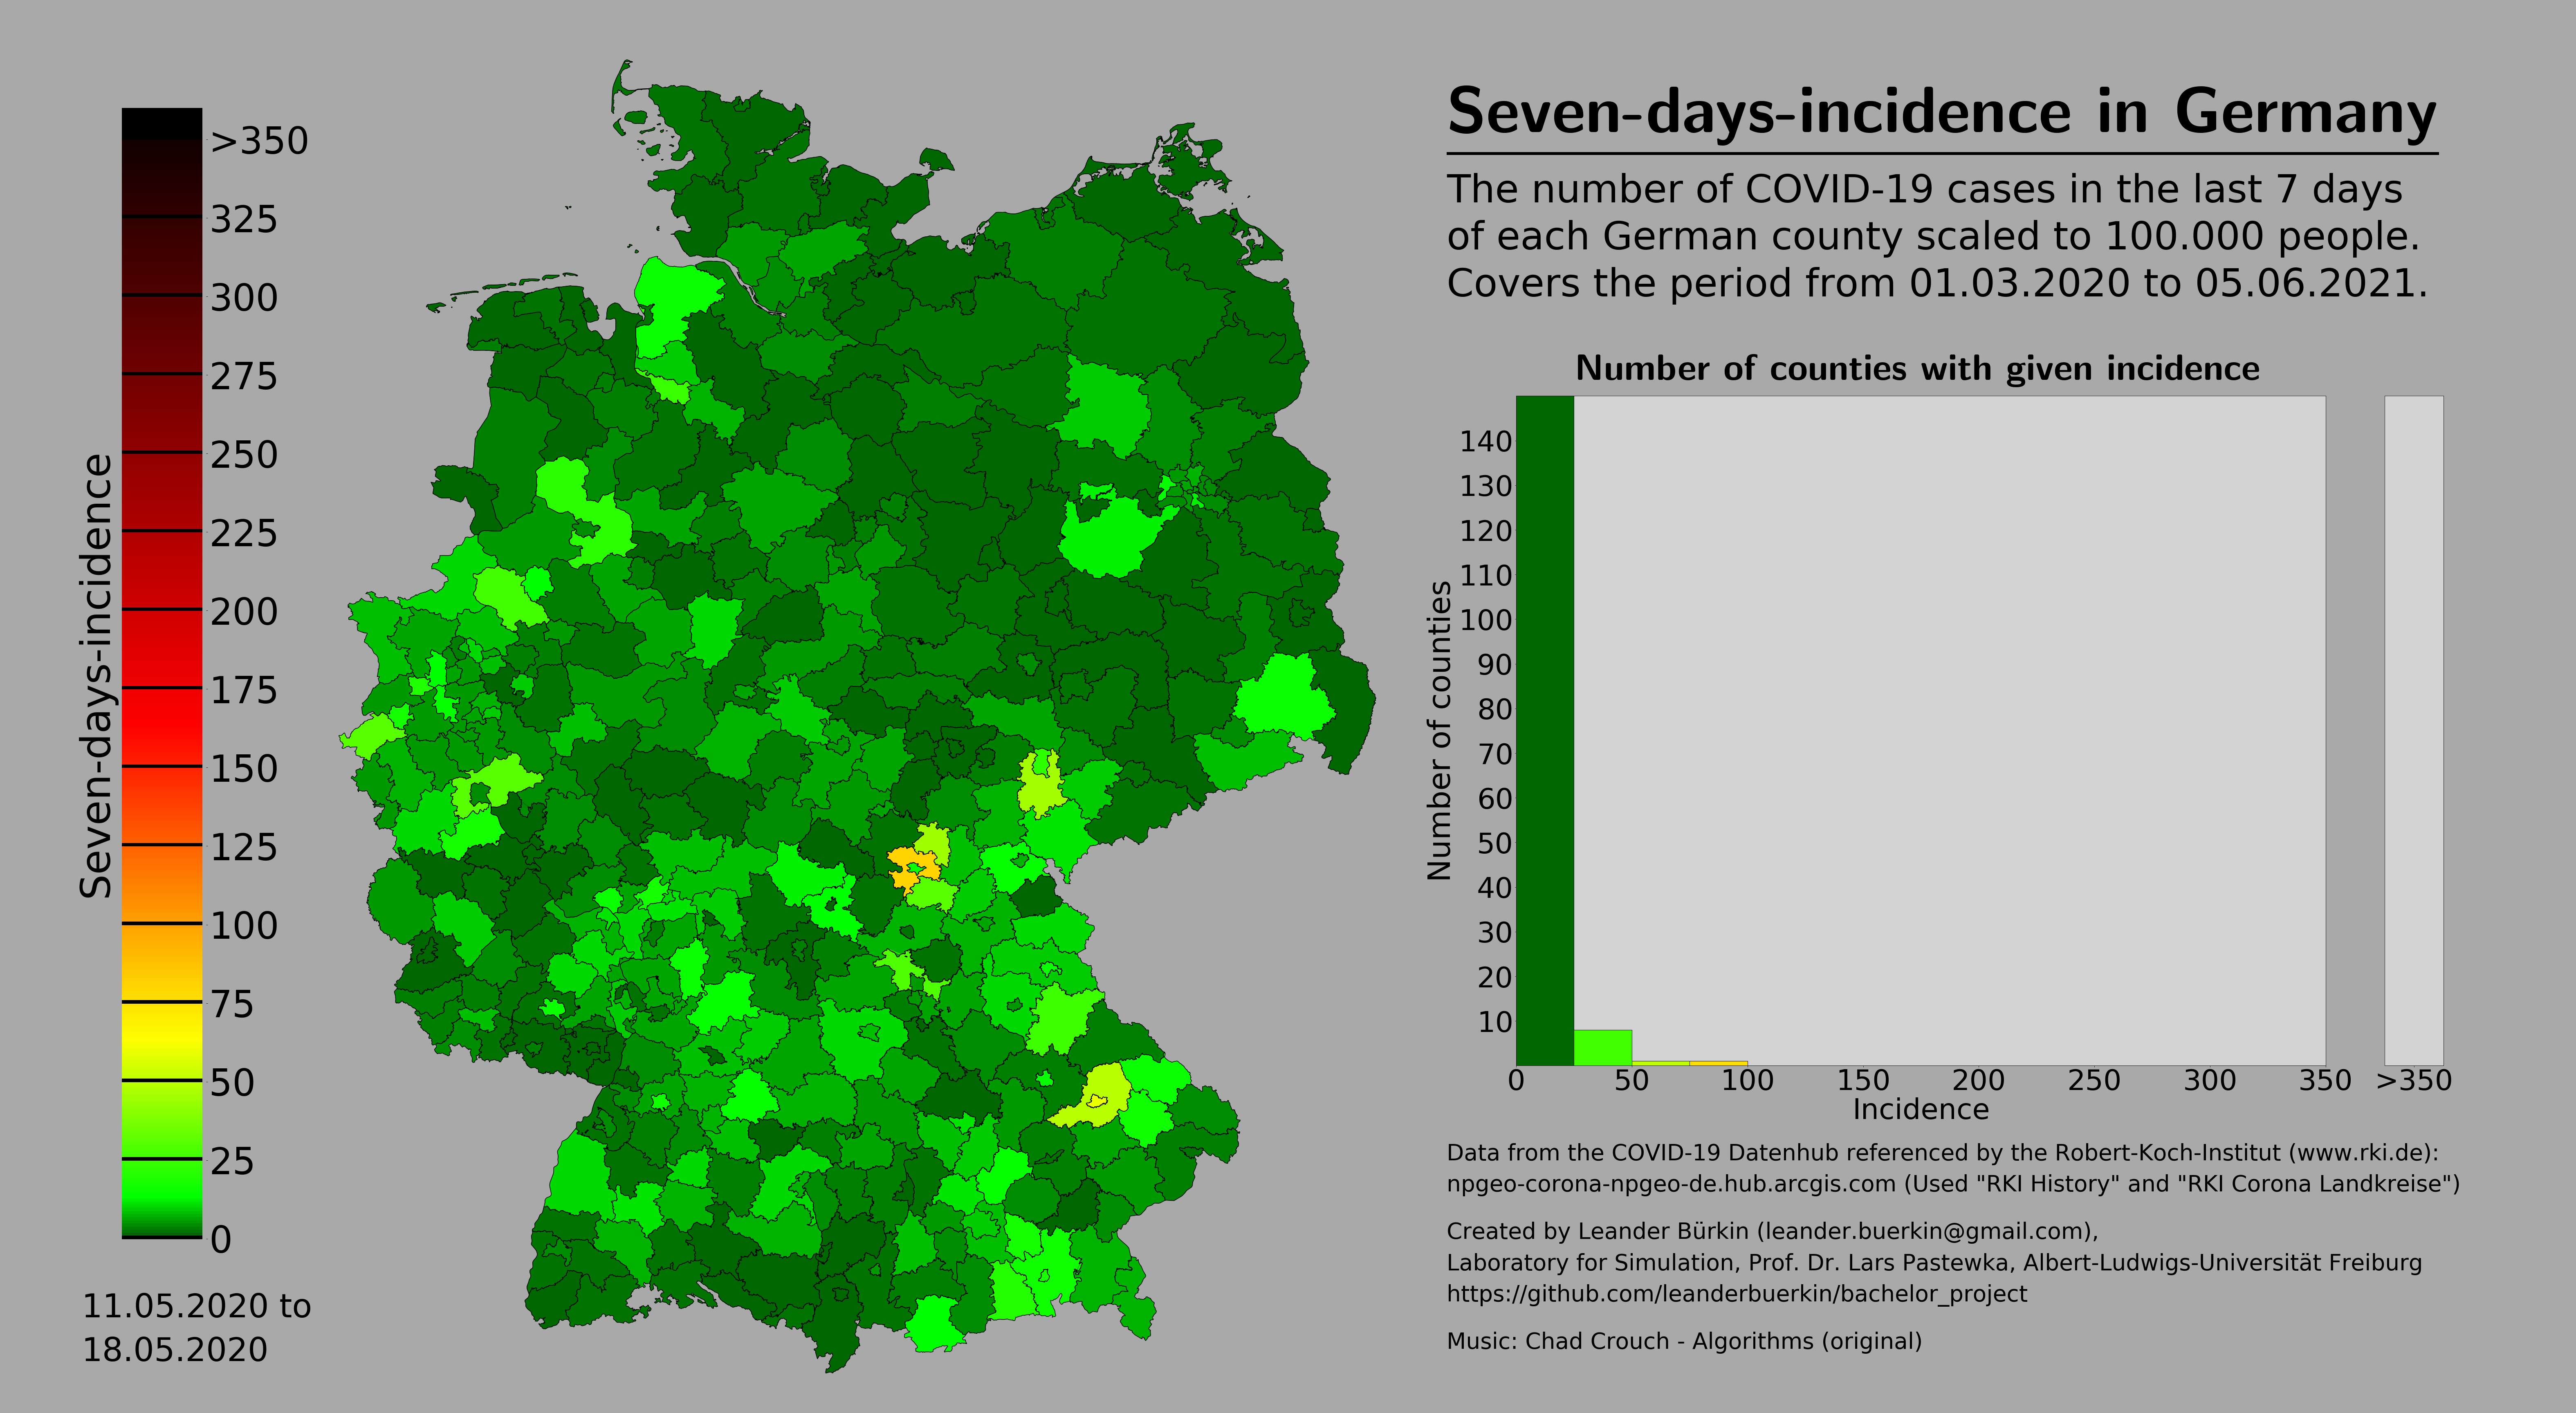 Seven-days-incidence
>350
325
300
275
250
225
200
175
150
125
100
75
50
25
0
11.05.2020 to
18.05.2020
Seven-days-incidence in Germany
The number of COVID-19 cases in the last 7 days
of each German county scaled to 100.000 people.
Covers the period from 01.03.2020 to 05.06.2021.
Number of counties with given incidence
Number of counties
140
130
120
110
100
90
80
70
60
50
40
30
20
10
0 50 100 150 200 250 300 350 >350
Incidence
Data from the COVID-19 Datenhub referenced by the Robert-Koch-Institut (www.rki.de):
npgeo-corona-npgeo-de.hub.arcgis.com (Used "RKI History" and "RKI Corona Landkreise")
Created by Leander Bürkin (leander.buerkin@gmail.com),
Laboratory for Simulation, Prof. Dr. Lars Pastewka, Albert-Ludwigs-Universität Freiburg
https://github.com/leanderbuerkin/bachelor_project
Music: Chad Crouch - Algorithms (original)